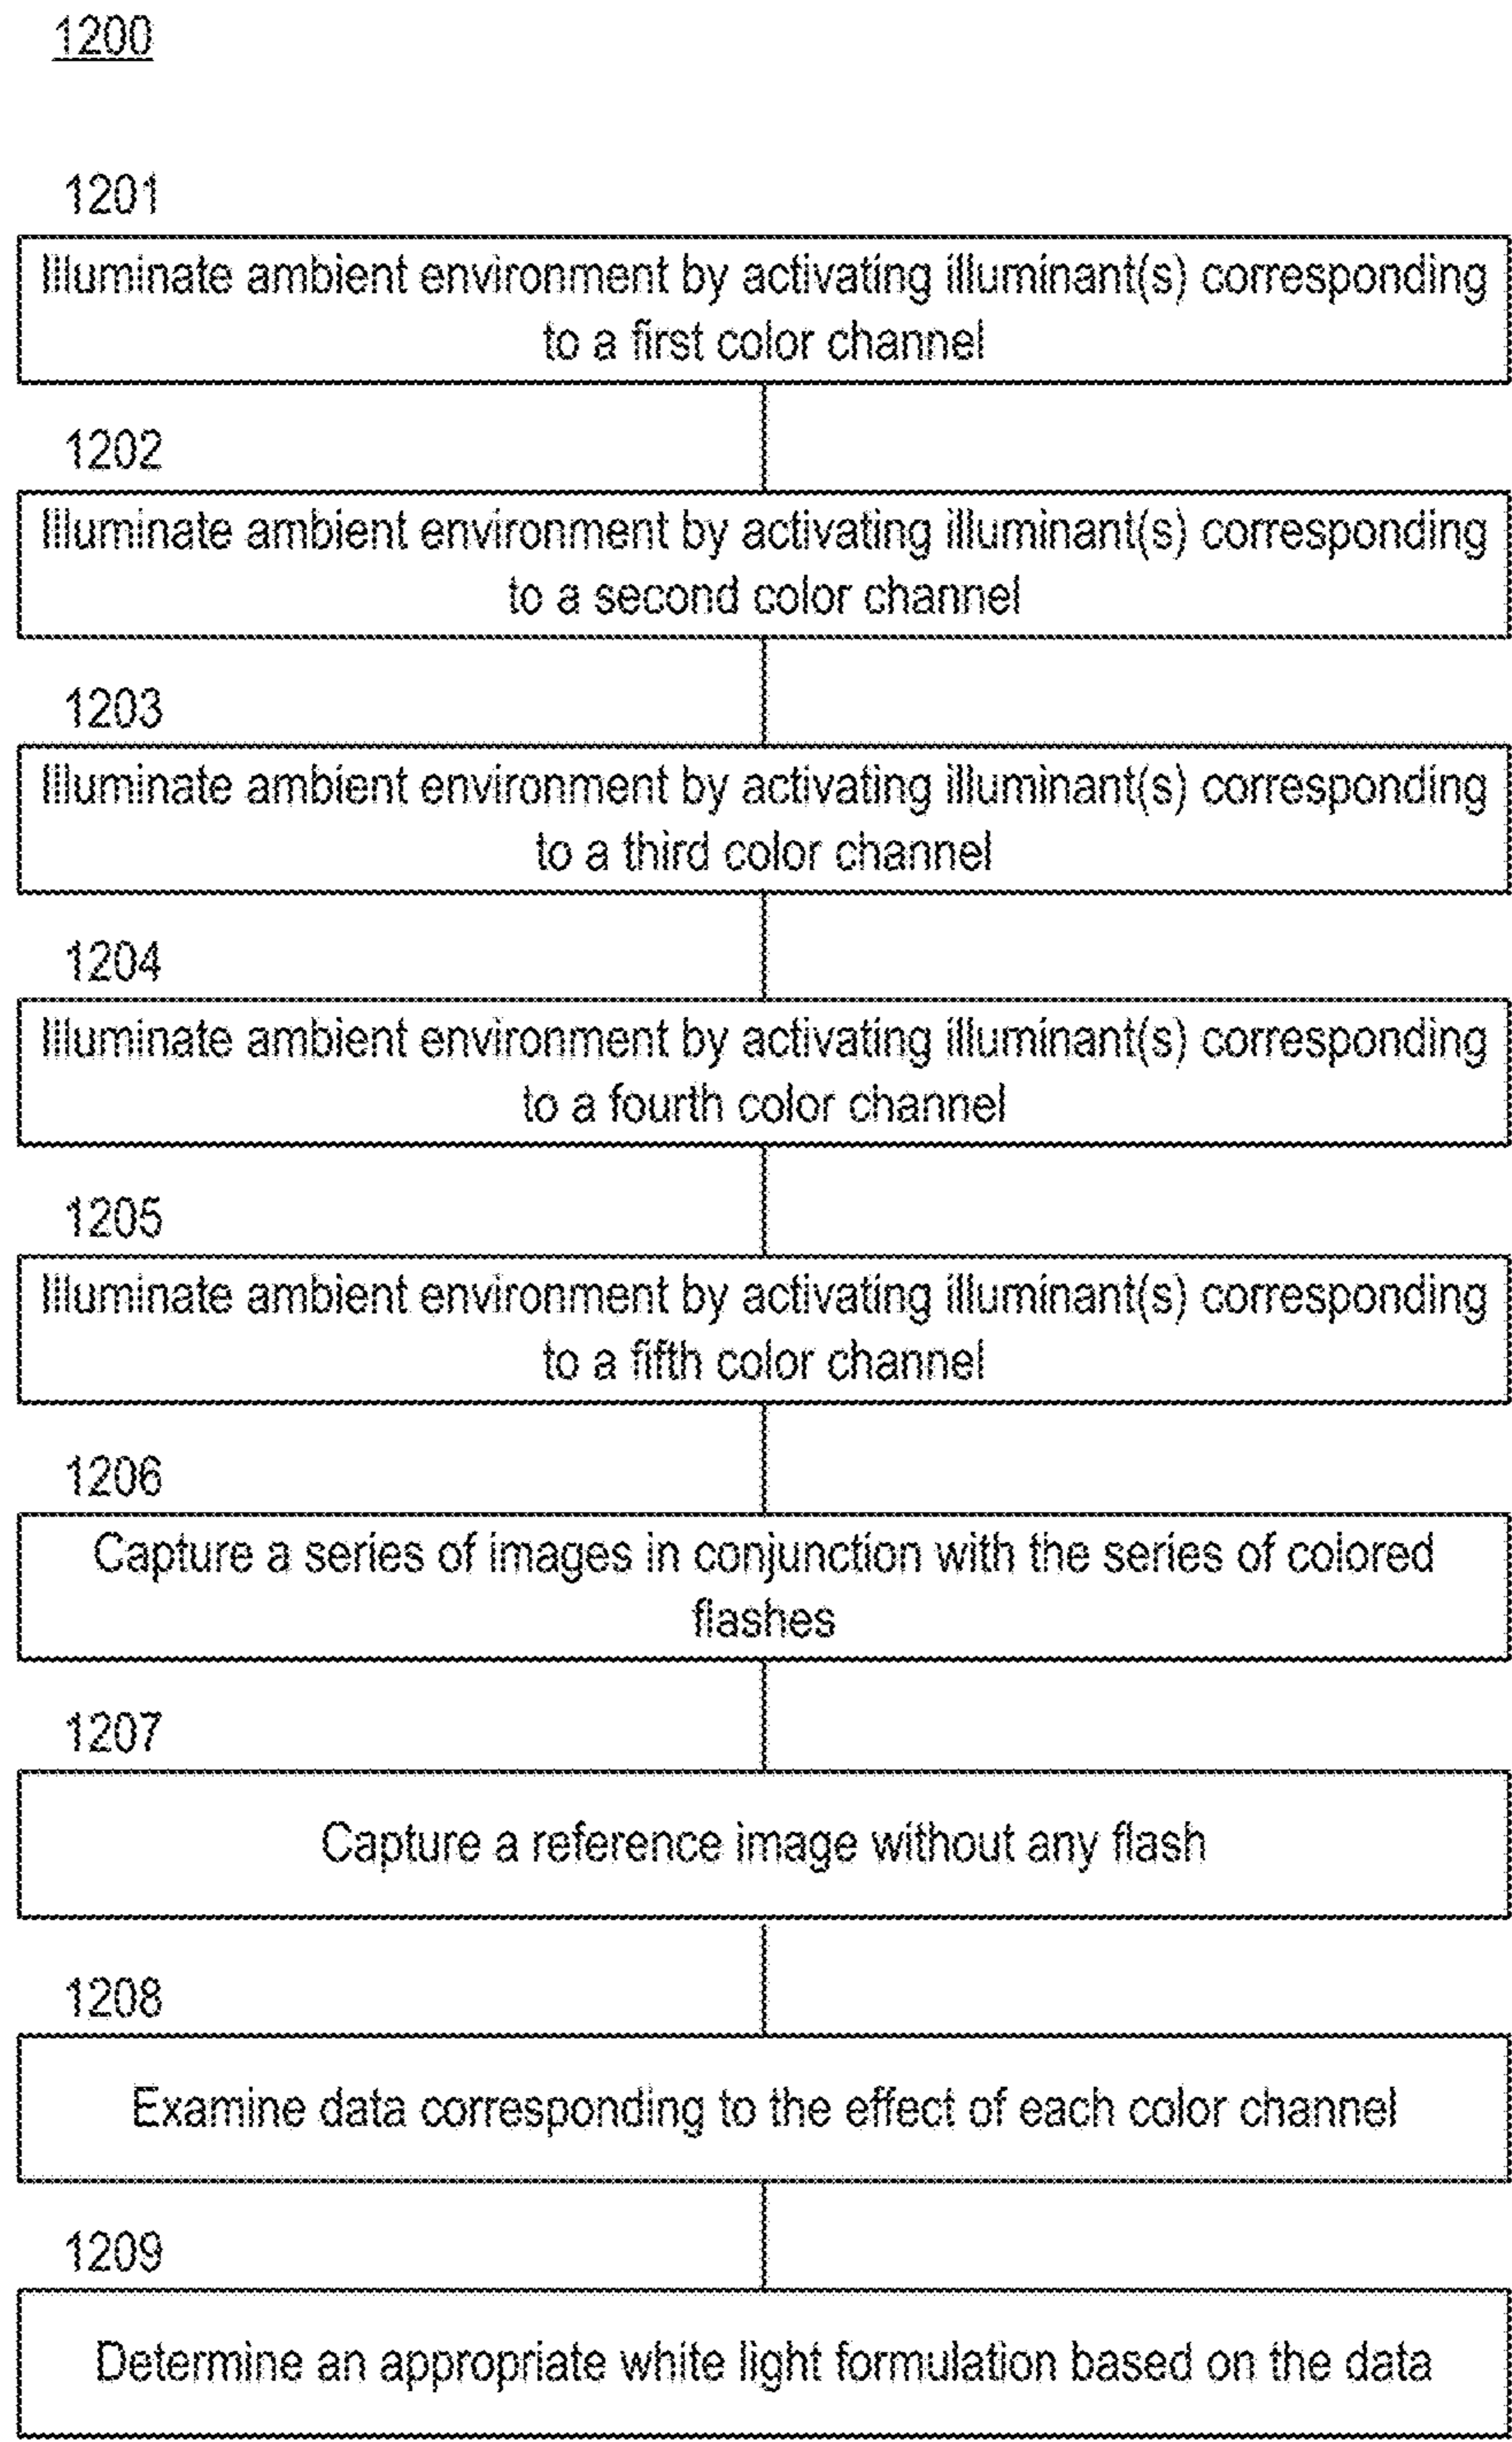 1200
1201
Illuminate ambient environment by activating illuminant(s) corresponding
to a first color channel
1202
Illuminate ambient environment by activating illuminant(s) corresponding
to a second color channel
1203
Illuminate ambient environment by activating illuminant(s) corresponding
to a third color channel
1204
Illuminate ambient environment by activating illuminant(s) corresponding
to a fourth color channel
1205
Illuminate ambient environment by activating illuminant(s) corresponding
to a fifth color channel
1206
Capture a series of images in conjunction with the series of colored
flashes
1207
Capture a reference image without any flash
1208
Examine data corresponding to the effect of each color channel
1209
Determine an appropriate white light formulation based on the data